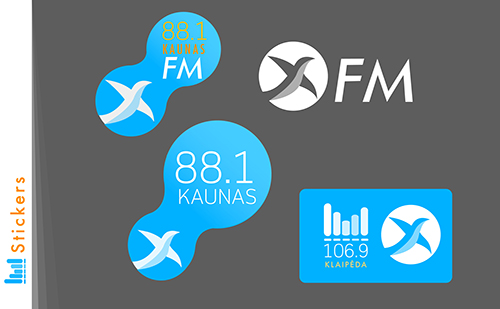 88.1
KAUNAS
FM
FM
88.1
KAUNAS
106.9
KLAIPĖDA
Stickers